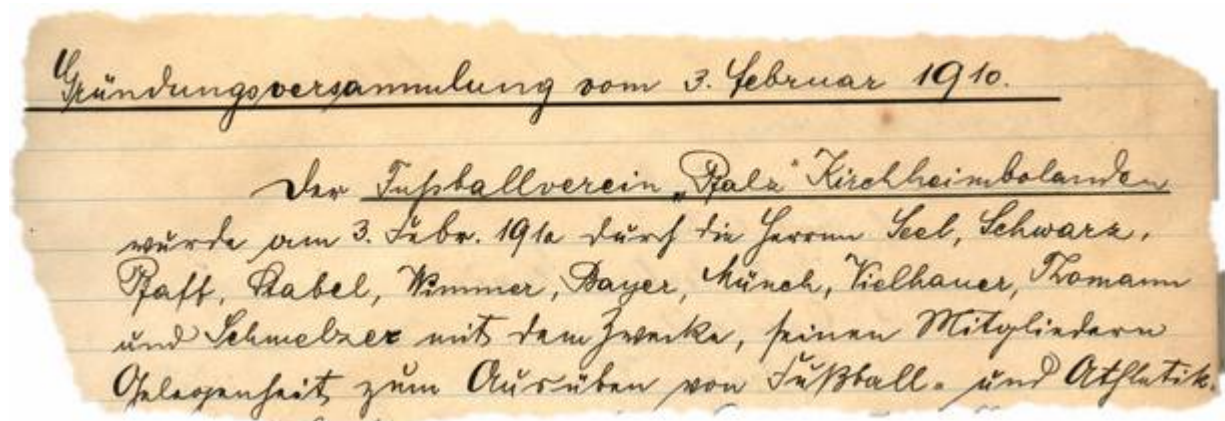 Gründungsversammlung vom 3. Februar 1910.
Der Fußballverein „Pfalz“ Kirchheimbolanden
wurde am 3. Febr. 1910 durch die Herren Seel, Schwarz,
Pfaff, Stabel, Wimmer, Bayer, Münch, Vielhauer, Thomann
und Schmelzer mit dem Zwecke, seinen Mitgliedern
Gelegenheit zum Ausüben von Fußball- und Athletik-